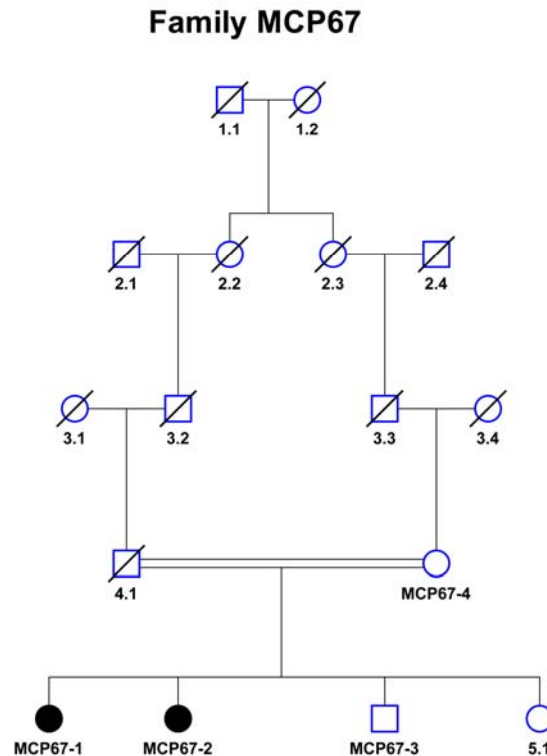 Family MCP67
1.1 1.2
2.1 2.2 2.3 2.4
3.1 3.2 3.3 3.4
4.1 MCP67-4
MCP67-1 MCP67-2 MCP67-3 5.1